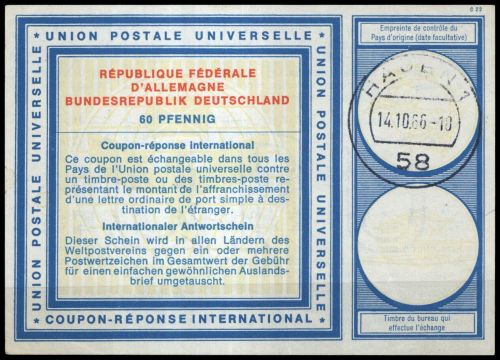 C 22
★ UNION POSTALE UNIVERSELLE ★
UNION POSTALE UNIVERSELLE
UNION POSTALE UNIVERSELLE
RÉPUBLIQUE FÉDÉRALE
D'ALLEMAGNE
BUNDESREPUBLIK DEUTSCHLAND
60 PFENNIG
Coupon-réponse international
Ce coupon est échangeable dans tous les
Pays de l'Union postale universelle contre
un timbre-poste ou des timbres-poste re-
présentant le montant de l'affranchissement
d'une lettre ordinaire de port simple à des-
tination de l'étranger.
Internationaler Antwortschein
Dieser Schein wird in allen Ländern des
Weltpostvereins gegen ein oder mehrere
Postwertzeichen im Gesamtwert der Gebühr
für einen einfachen gewöhnlichen Auslands-
brief umgetauscht.
★ COUPON-RÉPONSE INTERNATIONAL ★
Empreinte de contrôle du
Pays d'origine (date facultative)
HAGEN 1
14.10.66-18
58
Timbre du bureau qui
effectue l'échange